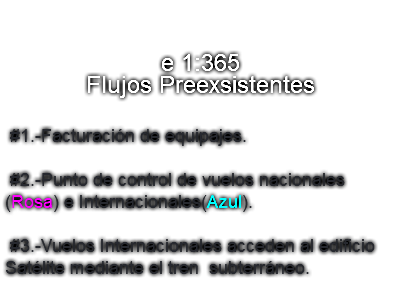 e 1:365
Flujos Preexsistentes
#1.-Facturación de equipajes.
#2.-Punto de control de vuelos nacionales
(Rosa) e Internacionales(Azul).
#3.-Vuelos Internacionales acceden al edificio
Satélite mediante el tren  subterráneo.